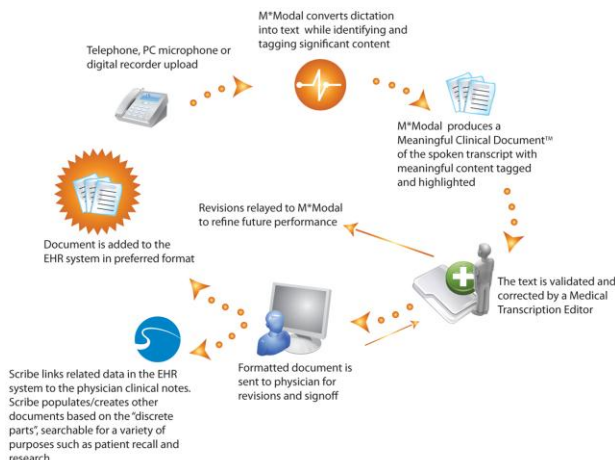 M*Modal converts dictation
into text while identifying and
tagging significant content
Telephone, PC microphone or
digital recorder upload
M*Modal produces a
Meaningful Clinical Document™
of the spoken transcript with
meaningful content tagged
and highlighted
Revisions relayed to M*Modal
to refine future performance
Document is added to the
EHR system in preferred format
The text is validated and
corrected by a Medical
Transcription Editor
Formatted document is
sent to physician for
revisions and signoff
Scribe links related data in the EHR
system to the physician clinical notes.
Scribe populates/creates other
documents based on the “discrete
parts”, searchable for a variety of
purposes such as patient recall and
research